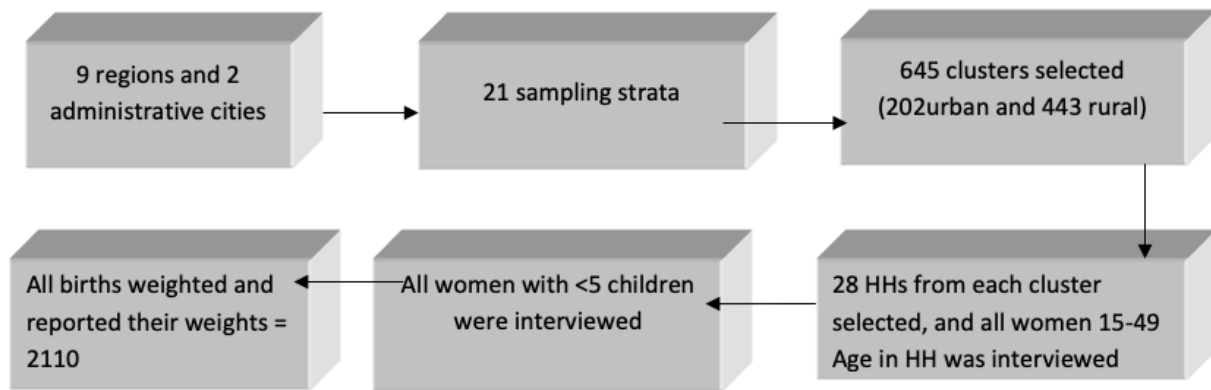 9 regions and 2
administrative cities
21 sampling strata
645 clusters selected
(202urban and 443 rural)
28 HHs from each cluster
selected, and all women 15-49
Age in HH was interviewed
All women with <5 children
were interviewed
All births weighted and
reported their weights =
2110